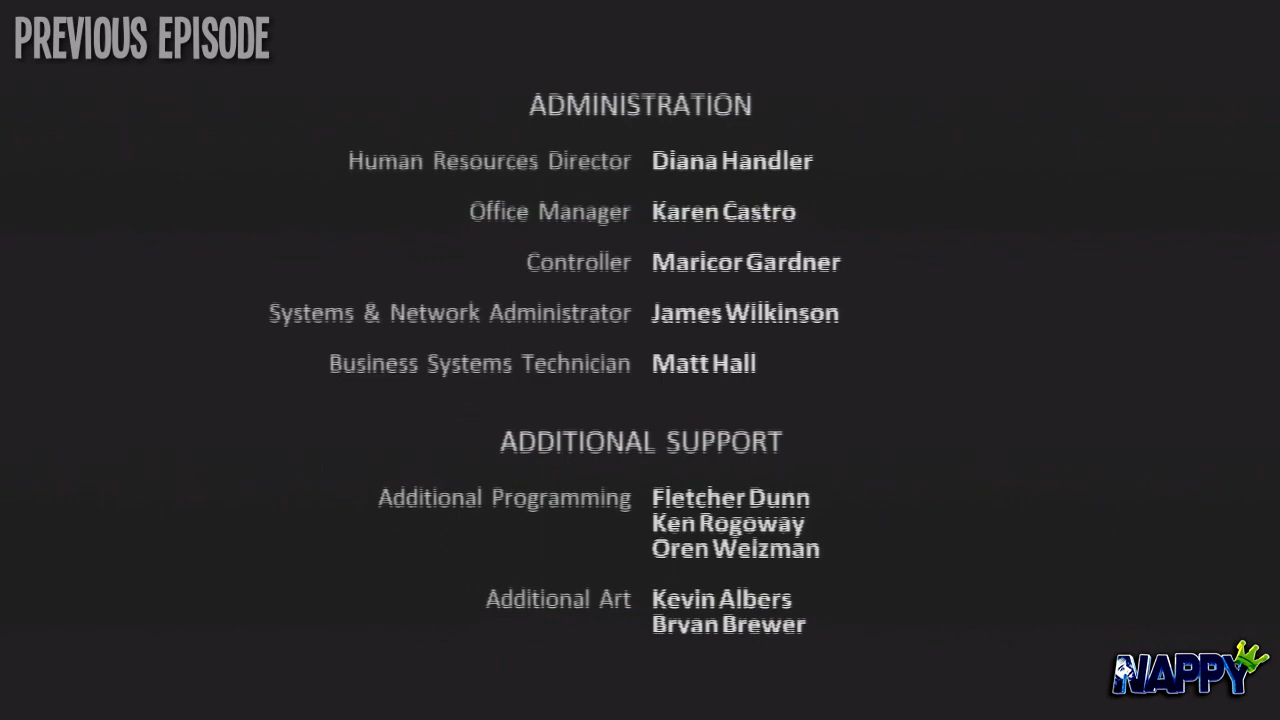 PREVIOUS EPISODE
ADMINISTRATION
Human Resources Director Diana Handler
Office Manager Karen Castro
Controller Maricor Gardner
Systems & Network Administrator James Wilkinson
Business Systems Technician Matt Hall
ADDITIONAL SUPPORT
Additional Programming Fletcher Dunn
Ken Rogoway
Oren Weizman
Additional Art Kevin Albers
Bryan Brewer
NAPPY